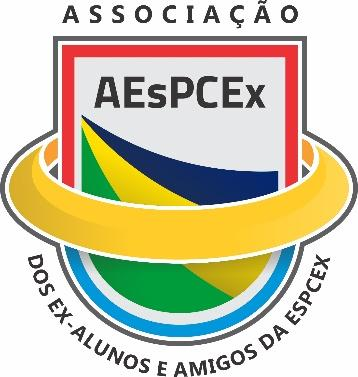 ASSOCIAÇÃO
AEsPCEx
DOS EX-ALUNOS E AMIGOS DA ESPCEX